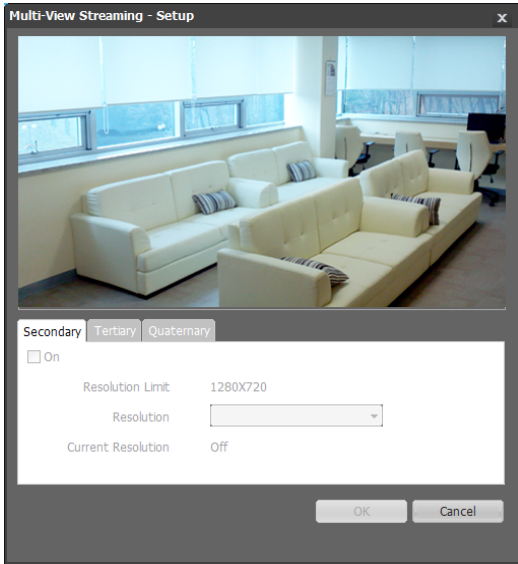 Multi-View Streaming - Setup x
Secondary Tertiary Quaternary
On
Resolution Limit 1280X720
Resolution
Current Resolution Off
OK Cancel